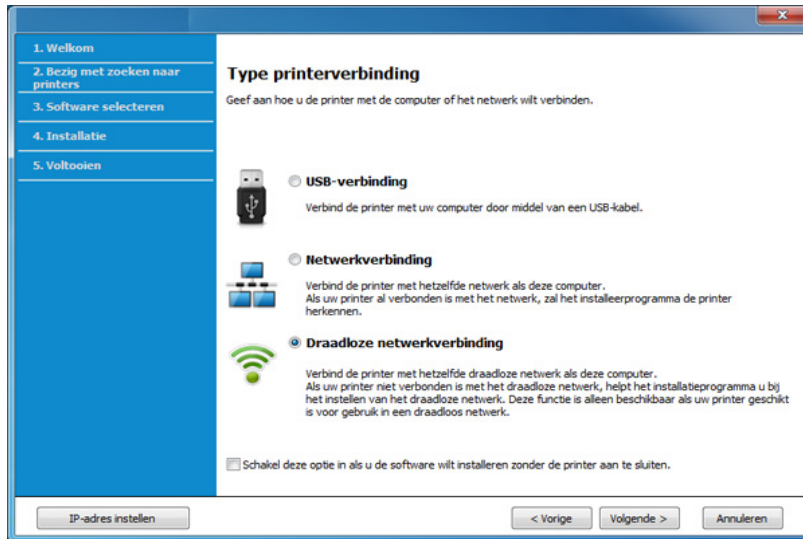 1. Welkom
2. Bezig met zoeken naar
printers
3. Software selecteren
4. Installatie
5. Voltooien
Type printerverbinding
Geef aan hoe u de printer met de computer of het netwerk wilt verbinden.
USB-verbinding
Verbind de printer met uw computer door middel van een USB-kabel.
Netwerkverbinding
Verbind de printer met hetzelfde netwerk als deze computer.
Als uw printer al verbonden is met het netwerk, zal het installeerprogramma de printer
herkennen.
Draadloze netwerkverbinding
Verbind de printer met hetzelfde draadloze netwerk als deze computer.
Als uw printer niet verbonden is met het draadloze netwerk, helpt het installatieprogramma u bij
het instellen van het draadloze netwerk. Deze functie is alleen beschikbaar als uw printer geschikt
is voor gebruik in een draadloos netwerk.
Schakel deze optie in als u de software wilt installeren zonder de printer aan te sluiten.
IP-adres instellen
< Vorige
Volgende >
Annuleren